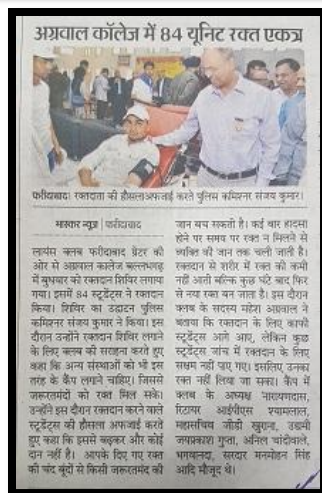 अग्रवाल कॉलेज में 84 यूनिट रक्त एकत्र
फरीदाबाद। रक्तदाता की हौसलाअफजाई करते पुलिस कमिश्नर संजय कुमार।
भास्कर न्यूज | फरीदाबाद
लायंस क्लब फरीदाबाद ग्रेटर की
ओर से अग्रवाल कालेज बल्लभगढ़
में बुधवार को रक्तदान शिविर लगाया
गया। इसमें 84 स्टूडेंट्स ने रक्तदान
किया। शिविर का उद्घाटन पुलिस
कमिश्नर संजय कुमार ने किया। इस
दौरान उन्होंने रक्तदान शिविर लगाने
के लिए क्लब की सराहना करते हुए
कहा कि अन्य संस्थाओं को भी इस
तरह के कैंप लगाने चाहिए। जिससे
जरूरतमंदों को रक्त मिल सके।
उन्होंने इस दौरान रक्तदान करने वाले
स्टूडेंट्स की हौसला अफजाई करते
हुए कहा कि इससे बढ़कर और कोई
दान नहीं है। आपके दिए गए रक्त
की चंद बूंदों से किसी जरूरतमंद की
जान बच सकती है। कई बार हादसा
होने पर समय पर रक्त न मिलने से
व्यक्ति की जान तक चली जाती है।
रक्तदान से शरीर में रक्त की कमी
नहीं आती बल्कि कुछ घंटे बाद फिर
से नया रक्त बन जाता है। इस दौरान
क्लब के सदस्य महेश अग्रवाल ने
बताया कि रक्तदान के लिए काफी
स्टूडेंट्स आगे आए, लेकिन कुछ
स्टूडेंट्स जांच में रक्तदान के लिए
सक्षम नहीं पाए गए। इसलिए उनका
रक्त नहीं लिया जा सका। कैंप में
क्लब के अध्यक्ष नारायणदास,
रिटायर आईपीएस श्यामलाल,
महासचिव जीडी खुराना, उद्यमी
जयप्रकाश गुप्ता, अनिल चांदीवाले,
भगवानदा, सरदार मनमोहन सिंह
आदि मौजूद थे।